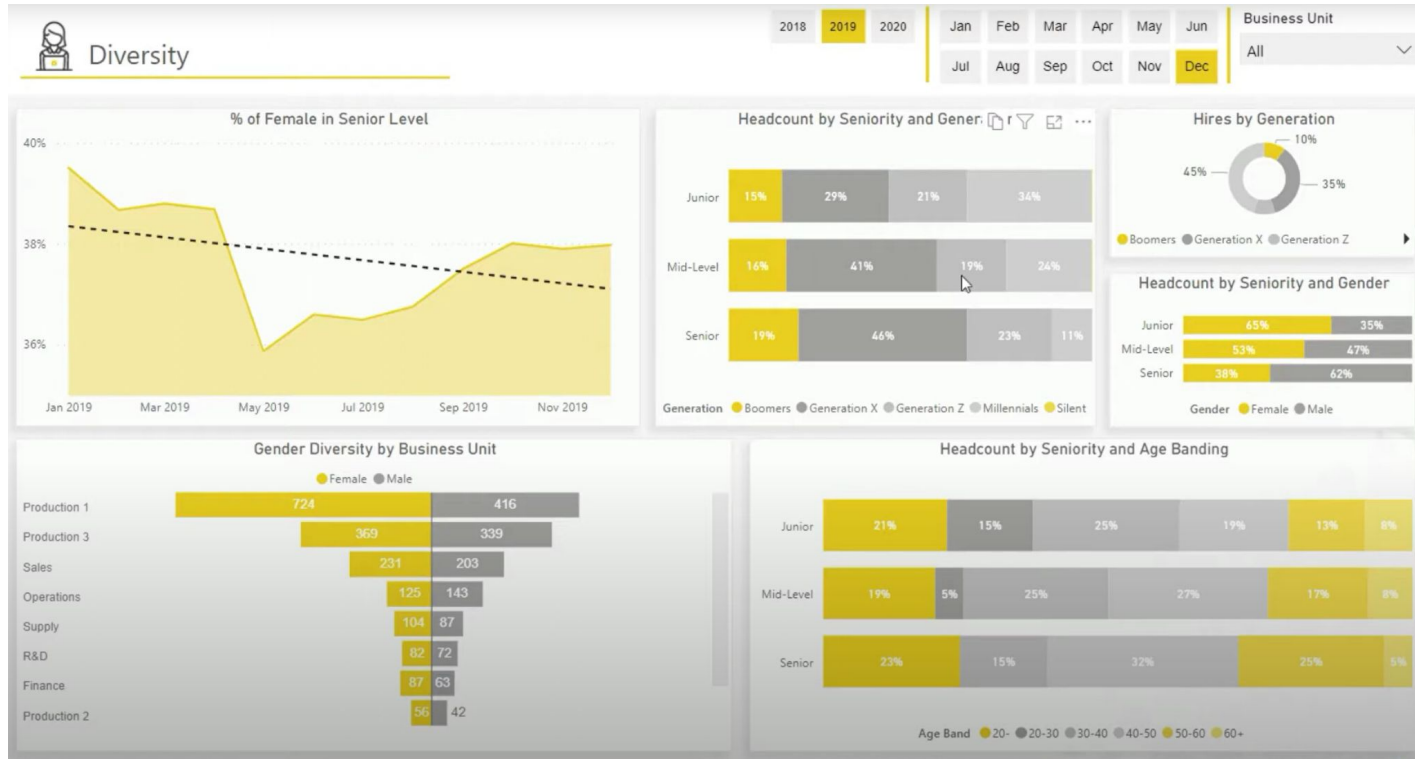 Diversity
2018 2019 2020
Jan Feb Mar Apr May Jun
Jul Aug Sep Oct Nov Dec
Business Unit
All
% of Female in Senior Level
40%
38%
36%
Jan 2019 Mar 2019 May 2019 Jul 2019 Sep 2019 Nov 2019
Headcount by Seniority and Gener
Junior 15% 29% 21% 34%
Mid-Level 16% 41% 19% 24%
Senior 19% 46% 23% 11%
Generation Boomers Generation X Generation Z Millennials Silent
Hires by Generation
10%
45%
35%
Boomers Generation X Generation Z
Headcount by Seniority and Gender
Junior 65% 35%
Mid-Level 53% 47%
Senior 38% 62%
Gender Female Male
Gender Diversity by Business Unit
Female Male
Production 1 724 416
Production 3 369 339
Sales 231 203
Operations 125 143
Supply 104 87
R&D 82 72
Finance 87 63
Production 2 56 42
Headcount by Seniority and Age Banding
Junior 21% 15% 25% 19% 13% 8%
Mid-Level 19% 5% 25% 27% 17% 8%
Senior 23% 15% 32% 25% 5%
Age Band 20- 20-30 30-40 40-50 50-60 60+